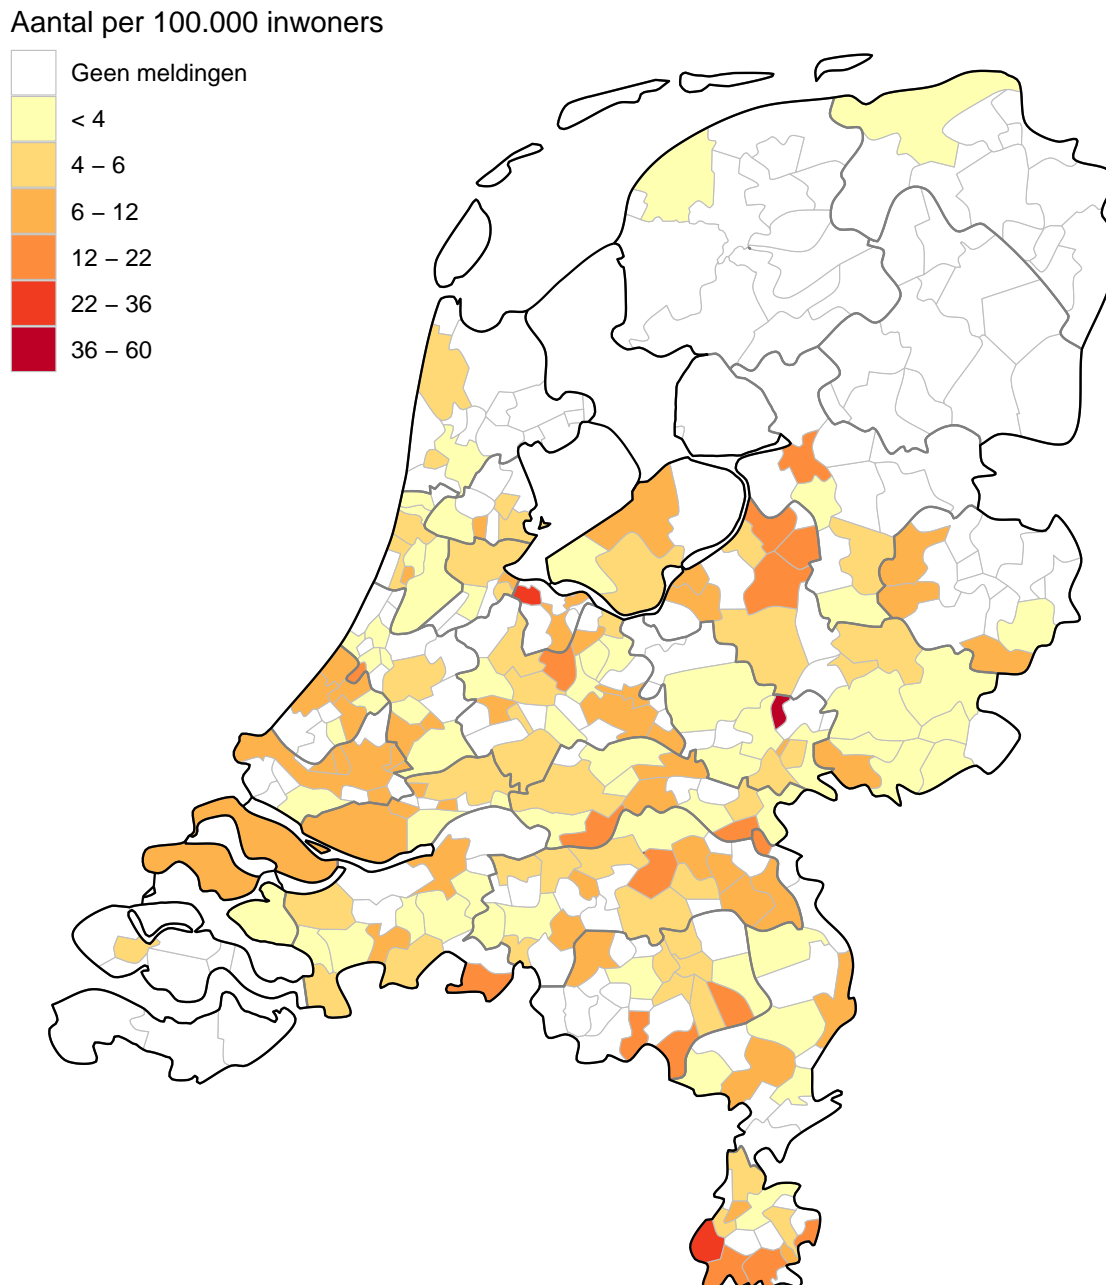 Aantal per 100.000 inwoners
Geen meldingen
< 4
4 – 6
6 – 12
12 – 22
22 – 36
36 – 60